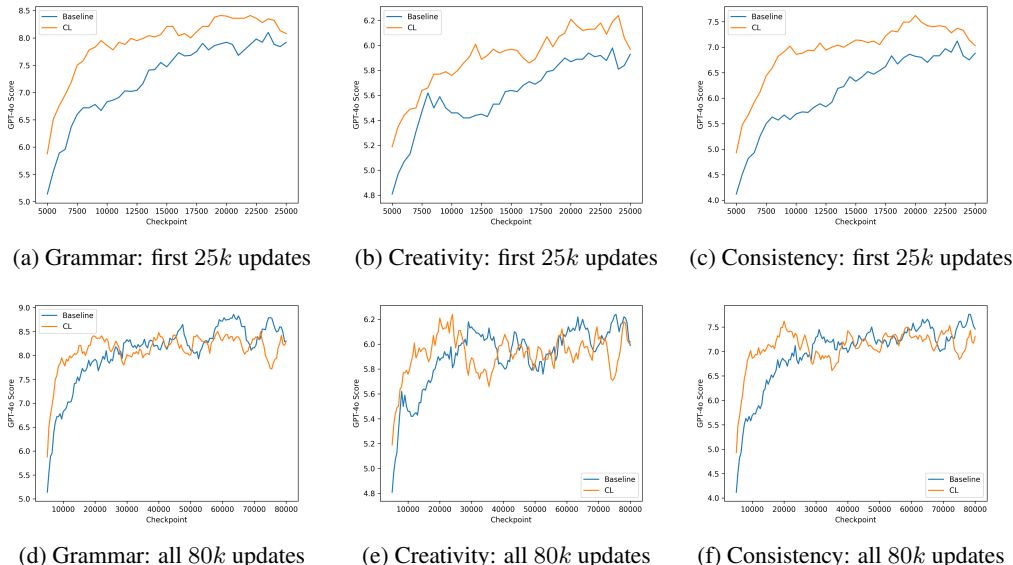 Baseline
CL
8.5
8.0
7.5
7.0
6.5
6.0
5.5
5.0
GPT-4o Score
5000 7500 10000 12500 15000 17500 20000 22500 25000
Checkpoint
(a) Grammar: first 25k updates
Baseline
CL
6.2
6.0
5.8
5.6
5.4
5.2
5.0
4.8
GPT-4o Score
5000 7500 10000 12500 15000 17500 20000 22500 25000
Checkpoint
(b) Creativity: first 25k updates
Baseline
CL
7.5
7.0
6.5
6.0
5.5
5.0
4.5
4.0
GPT-4o Score
5000 7500 10000 12500 15000 17500 20000 22500 25000
Checkpoint
(c) Consistency: first 25k updates
Baseline
CL
9.0
8.5
8.0
7.5
7.0
6.5
6.0
5.5
5.0
GPT-4o Score
10000 20000 30000 40000 50000 60000 70000 80000
Checkpoint
(d) Grammar: all 80k updates
6.2
6.0
5.8
5.6
5.4
5.2
5.0
4.8
GPT-4o Score
Baseline
CL
10000 20000 30000 40000 50000 60000 70000 80000
Checkpoint
(e) Creativity: all 80k updates
7.5
7.0
6.5
6.0
5.5
5.0
4.5
4.0
GPT-4o Score
Baseline
CL
10000 20000 30000 40000 50000 60000 70000 80000
Checkpoint
(f) Consistency: all 80k updates